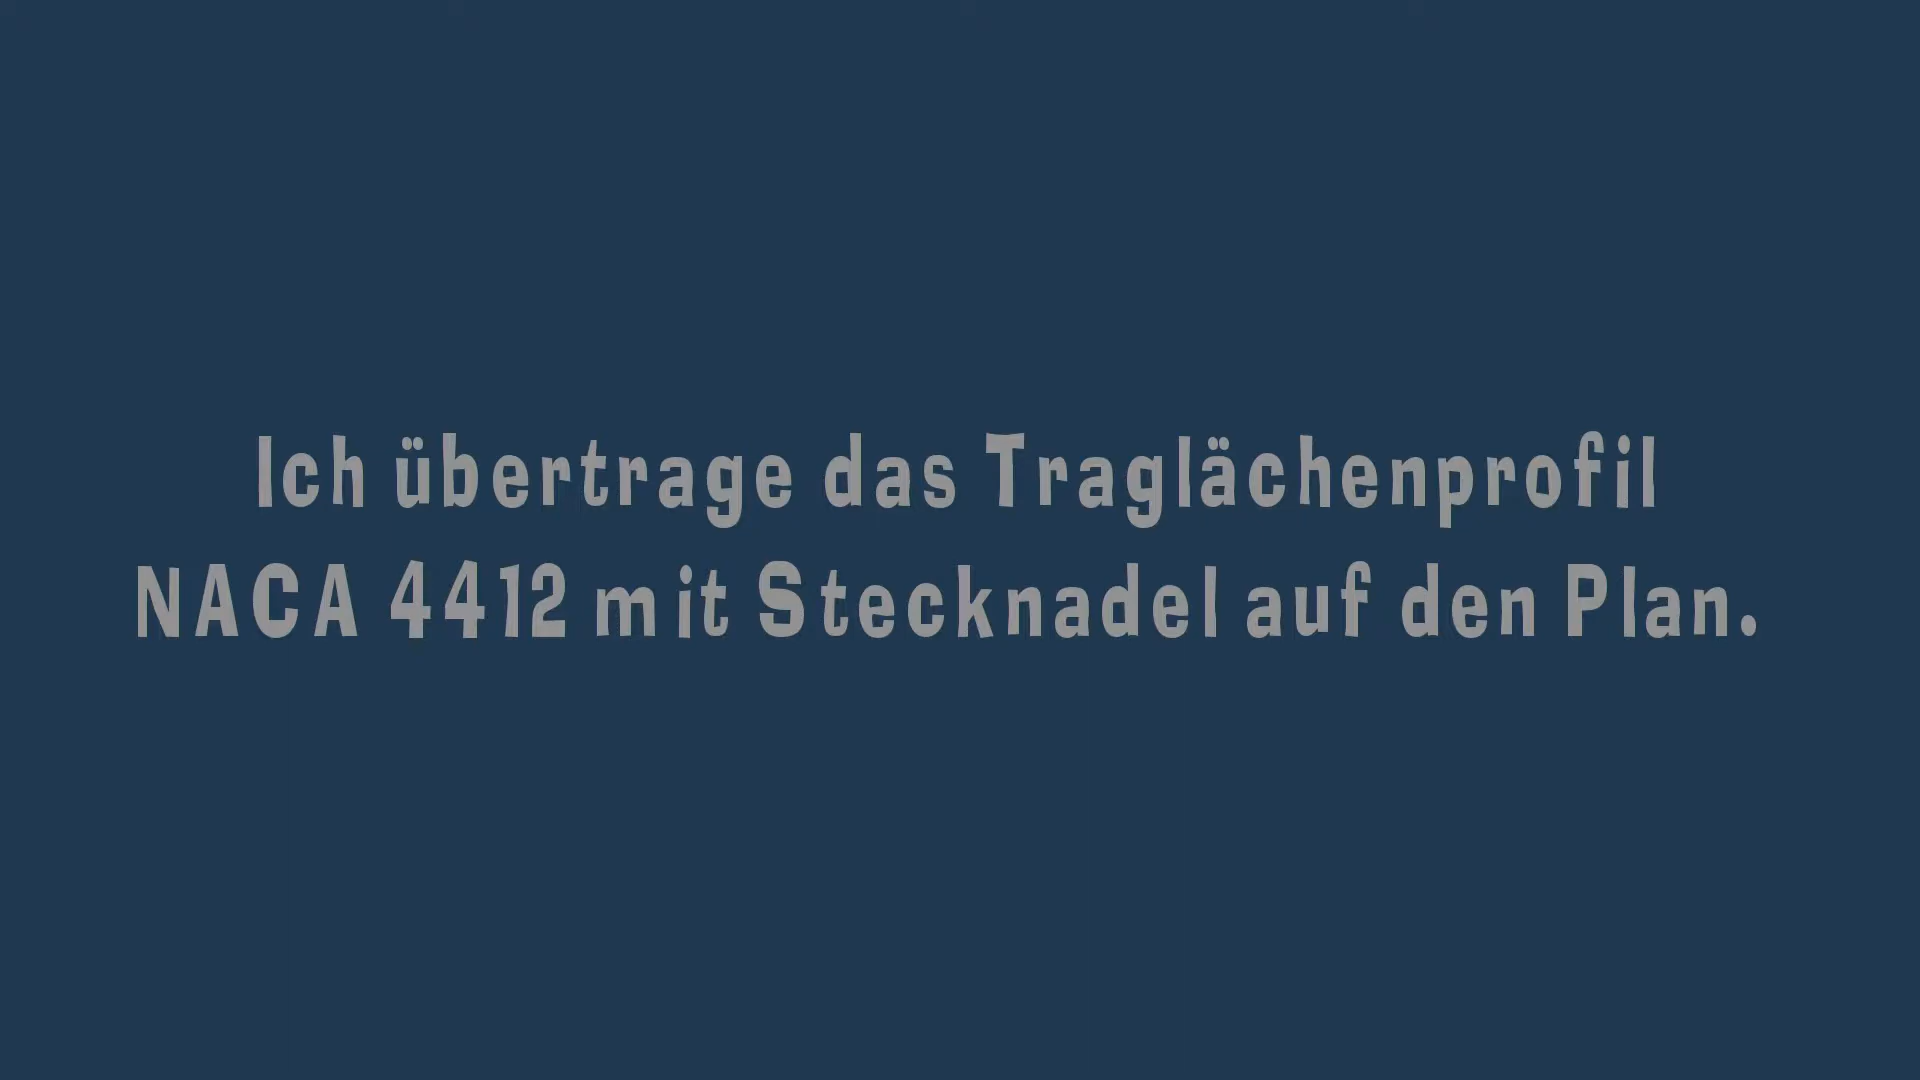 Ich übertrage das Traglächenprofil
NACA 4412 mit Stecknadel auf den Plan.